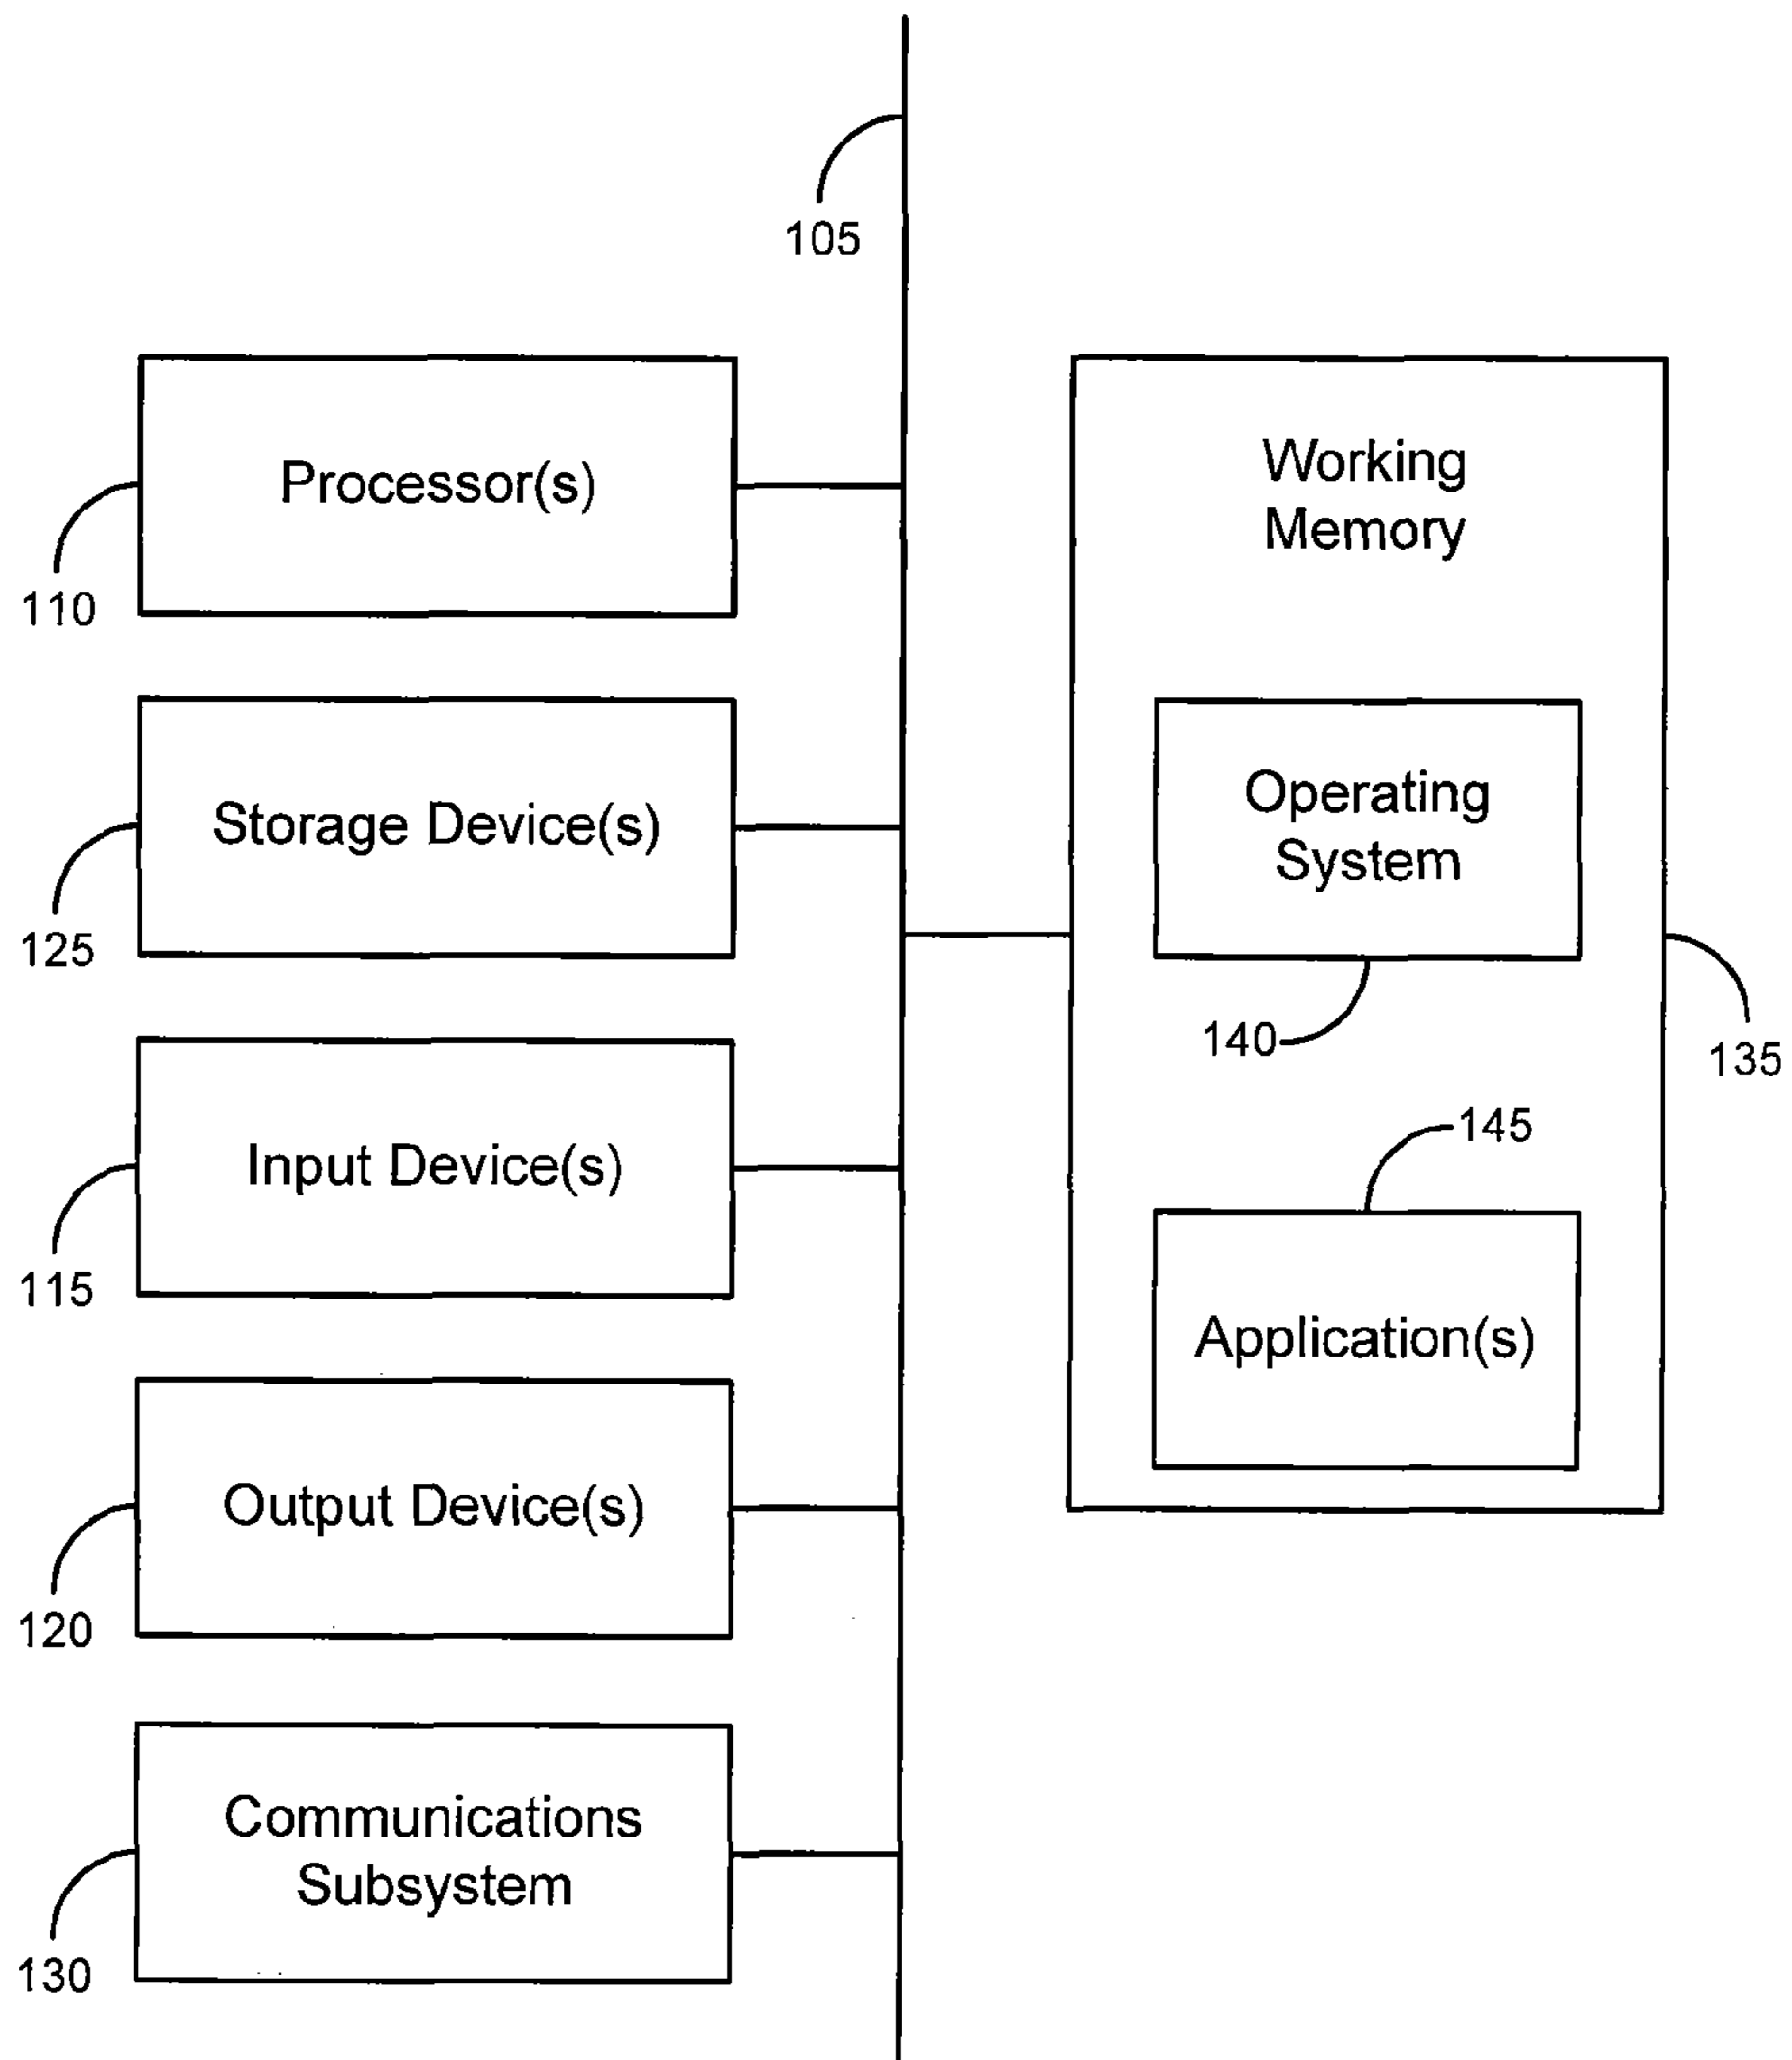 105
Processor(s)
110
Storage Device(s)
125
Input Device(s)
115
Output Device(s)
120
Communications
Subsystem
130
Working
Memory
Operating
System
140
135
145
Application(s)